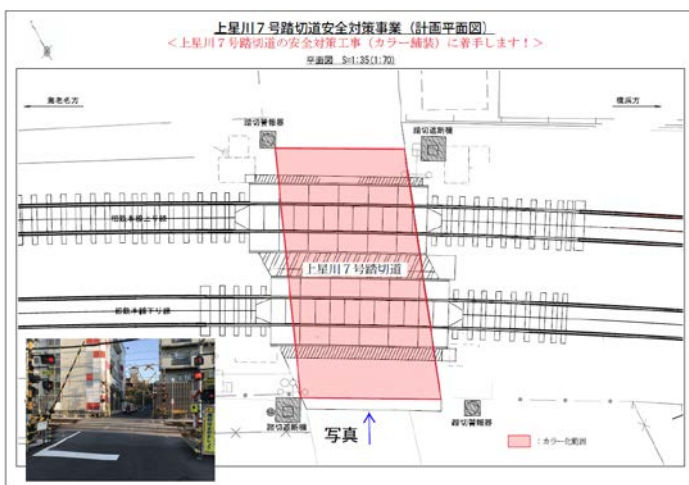 上星川７号踏切道安全対策事業（計画平面図）
＜上星川７号踏切道の安全対策工事（カラー舗装）に着手します！＞
平面図 S=1:35(1:70)
海老名方
横浜方
踏切警報器
踏切遮断機
相鉄本線上り線
上星川７号踏切道
相鉄本線下り線
踏切遮断機
写真
踏切警報器
：カラー化範囲